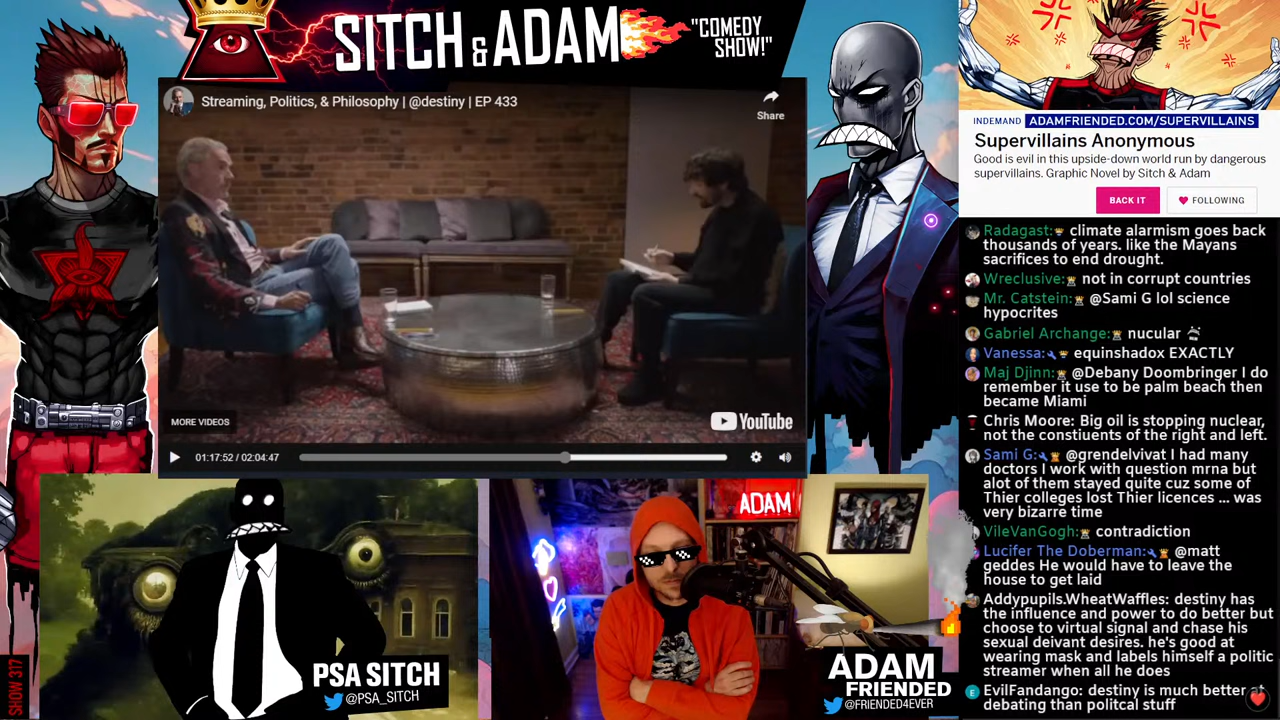 SITCH & ADAM
"COMEDY
SHOW!"
Streaming, Politics, & Philosophy | @destiny | EP 433
Share
MORE VIDEOS
YouTube
01:17:52 / 02:04:47
SHOW 317
PSA SITCH
@PSA_SITCH
ADAM
ADAM
FRIENDED
@FRIENDED4EVER
INDEMAND ADAMFRIENDED.COM/SUPERVILLAINS
Supervillains Anonymous
Good is evil in this upside-down world run by dangerous
supervillains. Graphic Novel by Sitch & Adam
BACK IT
FOLLOWING
Radagast: climate alarmism goes back
thousands of years. like the Mayans
sacrifices to end drought.
Wreclusive: not in corrupt countries
Mr. Catstein: @Sami G lol science
hypocrites
Gabriel Archange: nucular
Vanessa: equinshadox EXACTLY
Maj Djinn: @Debany Doombringer I do
remember it use to be palm beach then
became Miami
Chris Moore: Big oil is stopping nuclear,
not the constiuents of the right and left.
Sami G: @grendelvivat I had many
doctors I work with question mrna but
alot of them stayed quite cuz some of
Thier colleges lost Thier licences ... was
very bizarre time
VileVanGogh: contradiction
Lucifer The Doberman: @matt
geddes He would have to leave the
house to get laid
Addypupils.WheatWaffles: destiny has
the influence and power to do better but
choose to virtual signal and chase his
sexual deivant desires. he's good at
wearing mask and labels himself a politic
streamer when all he does
E
EvilFandango: destiny is much better at
debating than politcal stuff